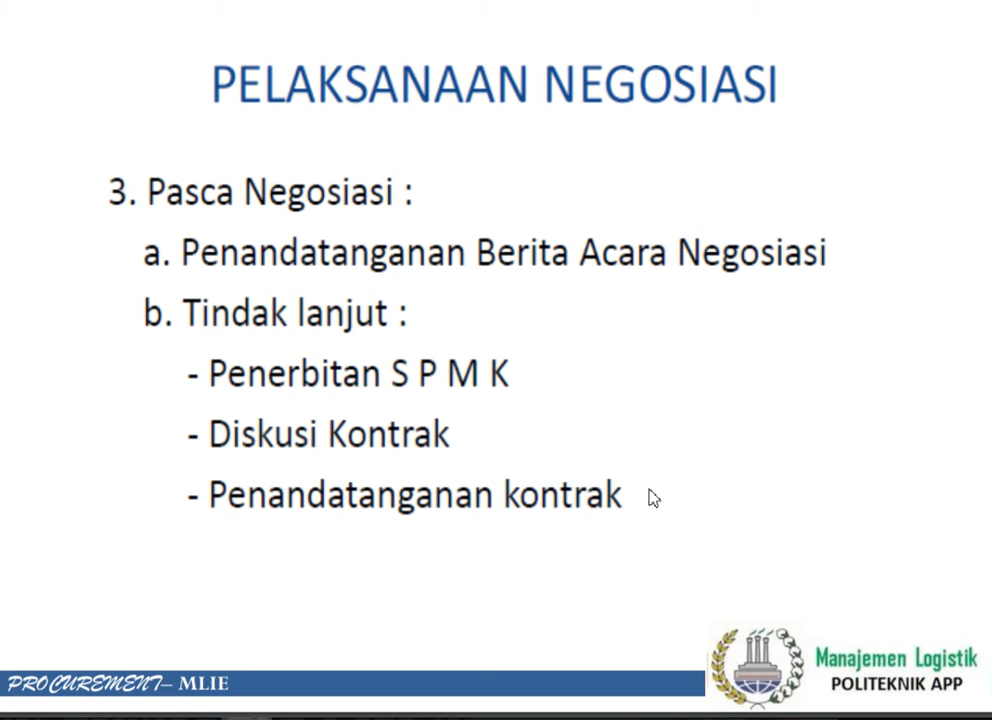 PELAKSANAAN NEGOSIASI
3. Pasca Negosiasi :
a. Penandatanganan Berita Acara Negosiasi
b. Tindak lanjut :
- Penerbitan S P M K
- Diskusi Kontrak
- Penandatanganan kontrak
PROCUREMENT– MLIE
Manajemen Logistik
POLITEKNIK APP